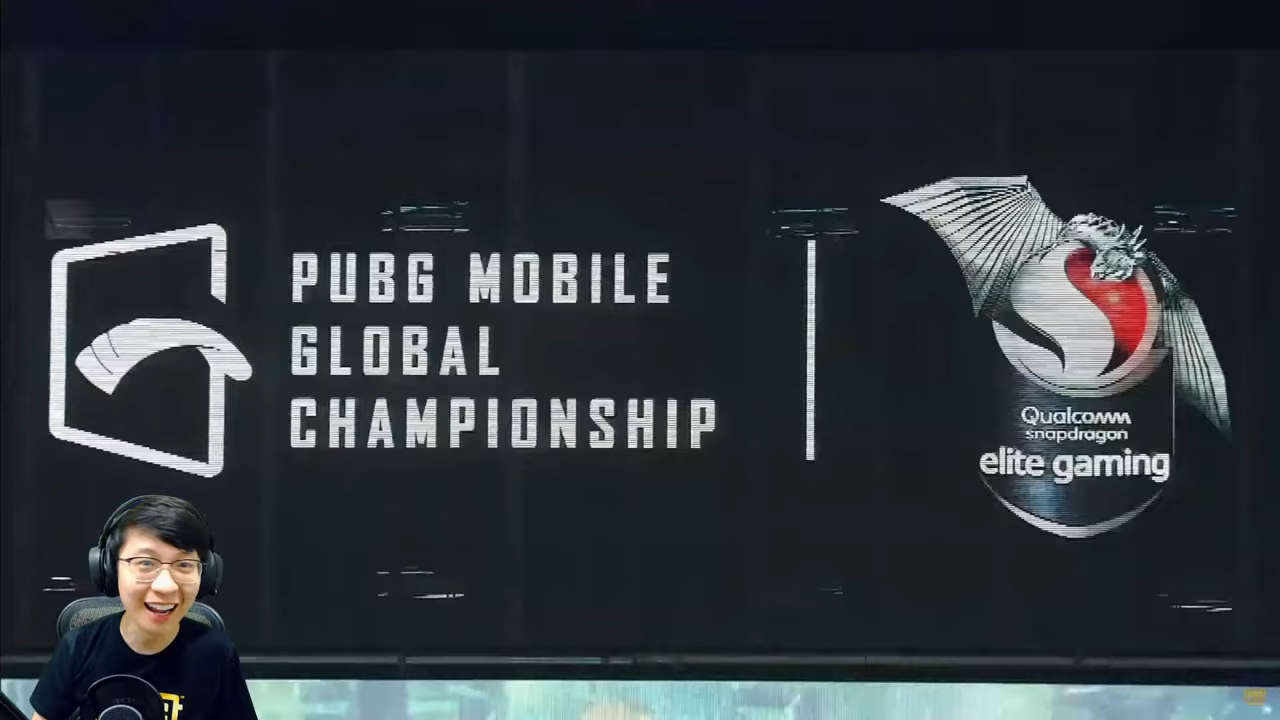 PUBG MOBILE
GLOBAL
CHAMPIONSHIP
Qualcomm
snapdragon
elite gaming